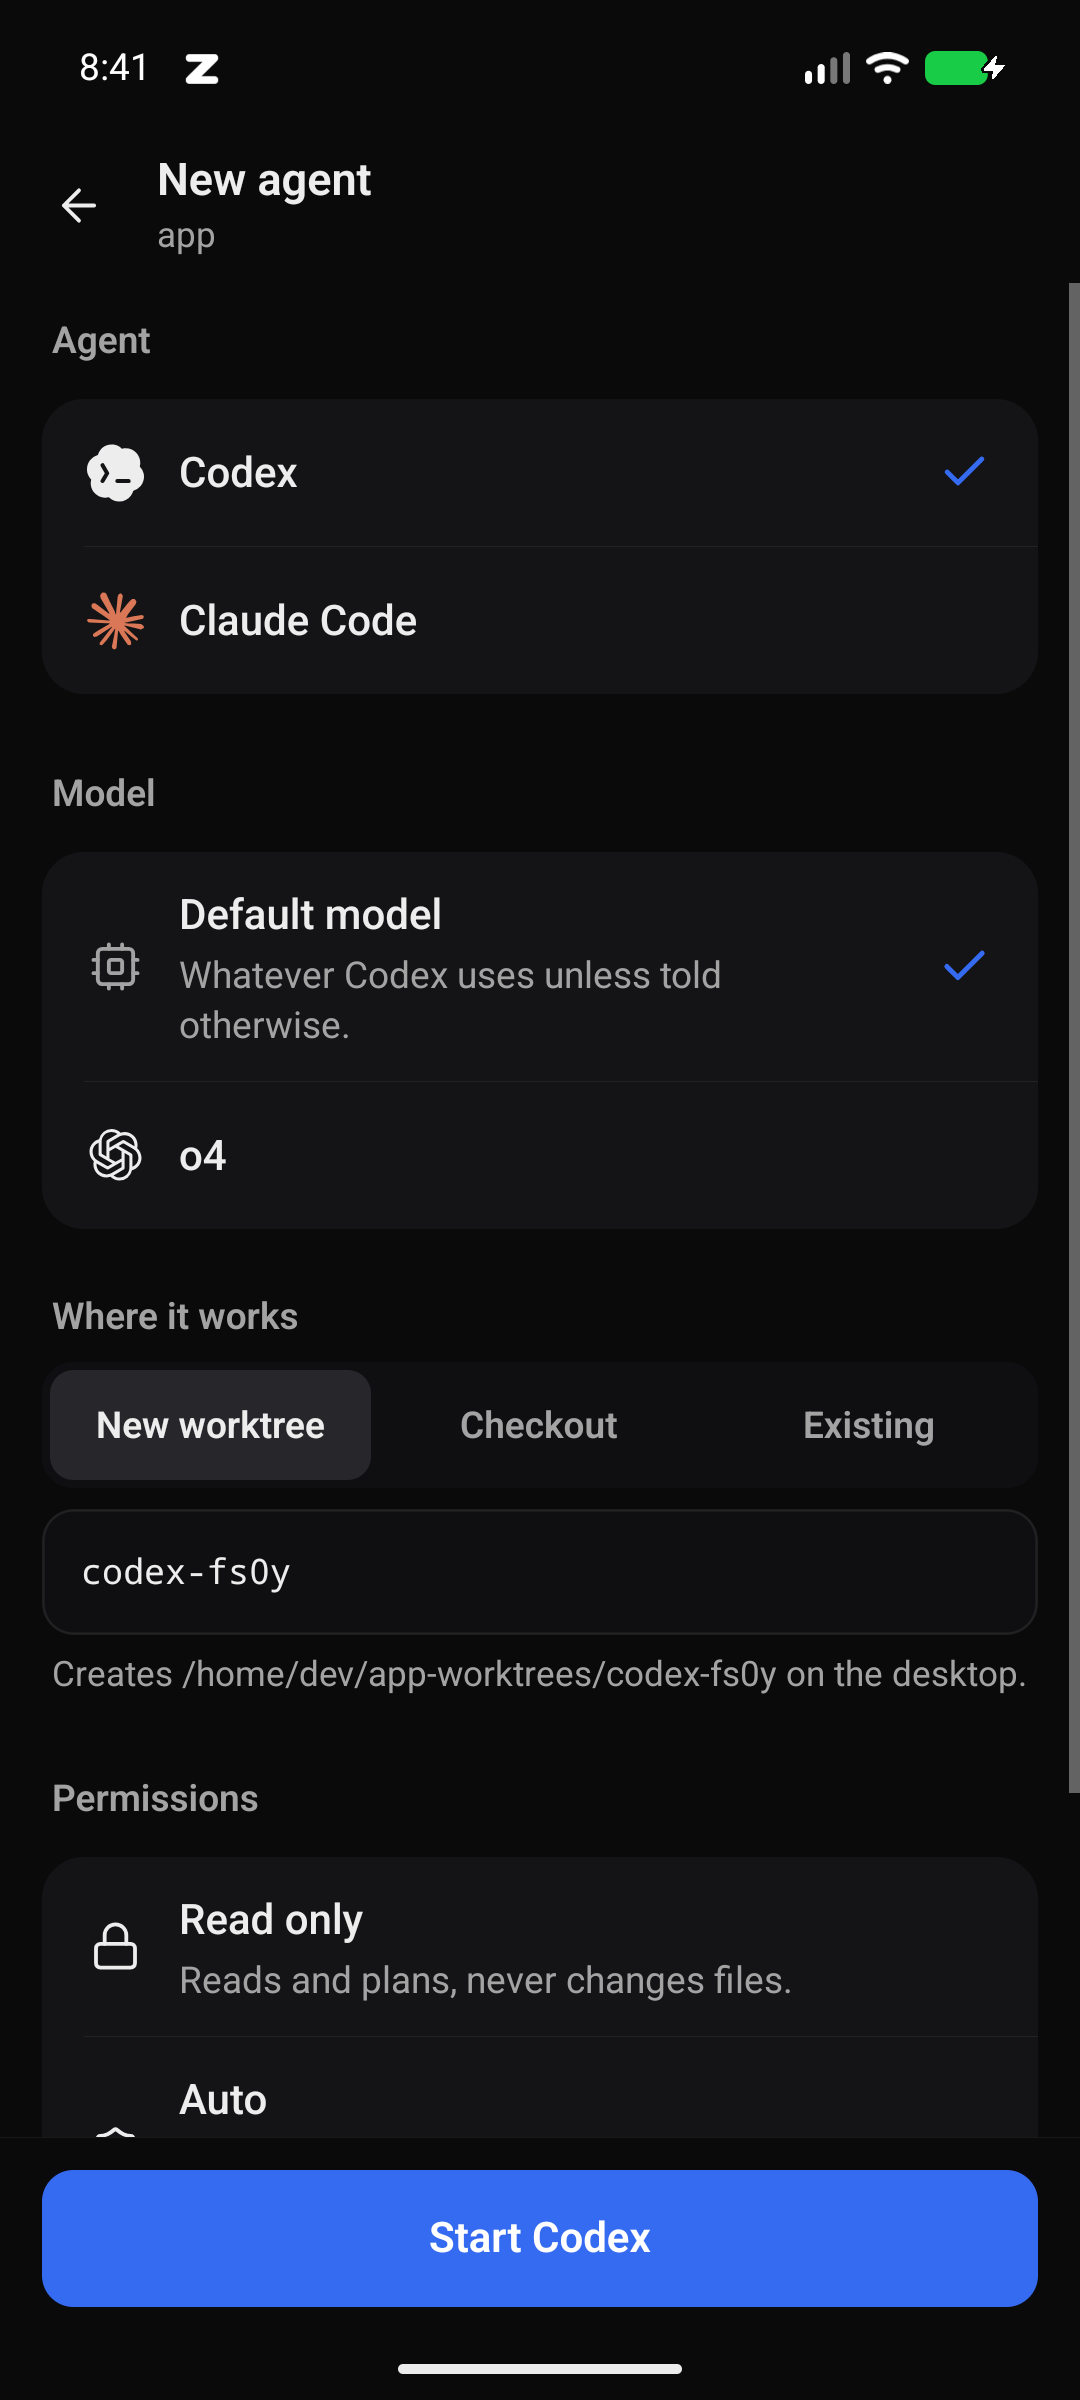 8:41
New agent
app
Agent
Codex
Claude Code
Model
Default model
Whatever Codex uses unless told
otherwise.
o4
Where it works
New worktree
Checkout
Existing
codex-fs0y
Creates /home/dev/app-worktrees/codex-fs0y on the desktop.
Permissions
Read only
Reads and plans, never changes files.
Auto
Start Codex